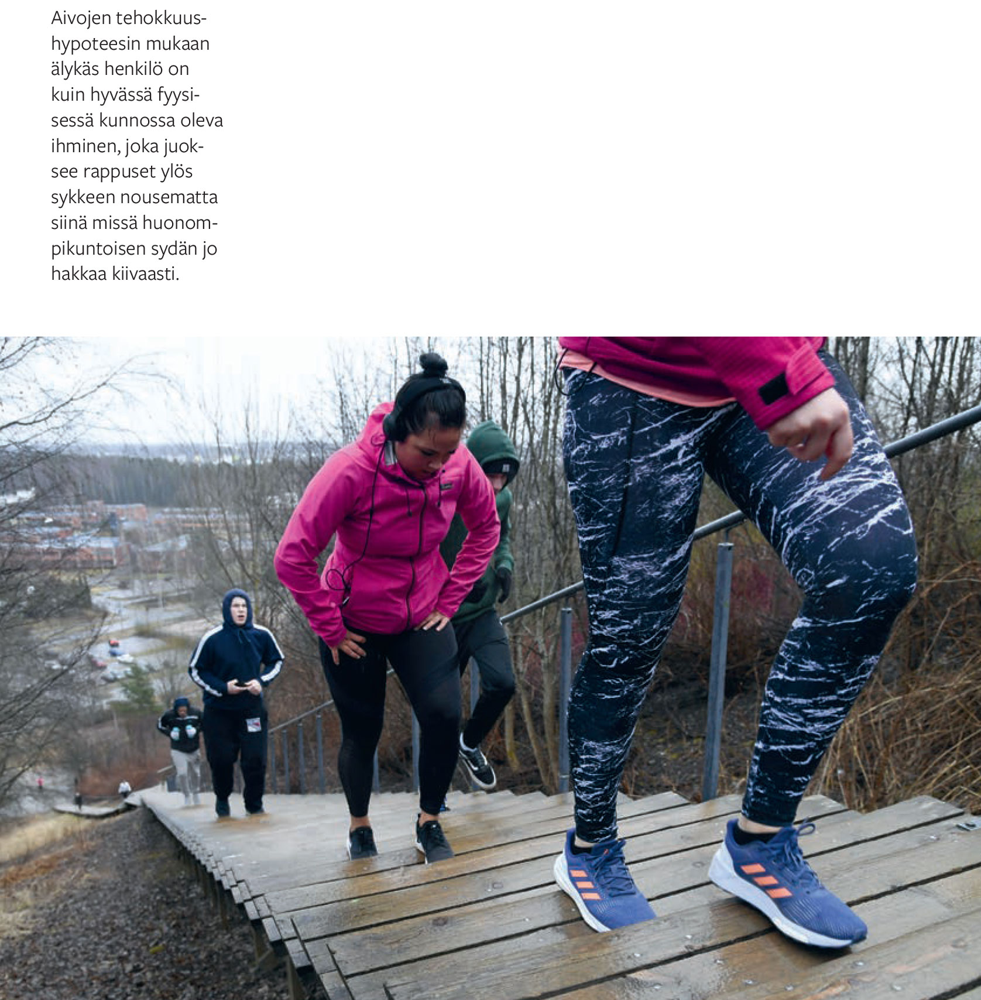 Aivojen tehokkuus-
hypoteesin mukaan
älykäs henkilö on
kuin hyvässä fyysi-
sessä kunnossa oleva
ihminen, joka juok-
see rappuset ylös
sykkeen nousematta
siinä missä huonom-
pikuntoisen sydän jo
hakkaa kiivaasti.